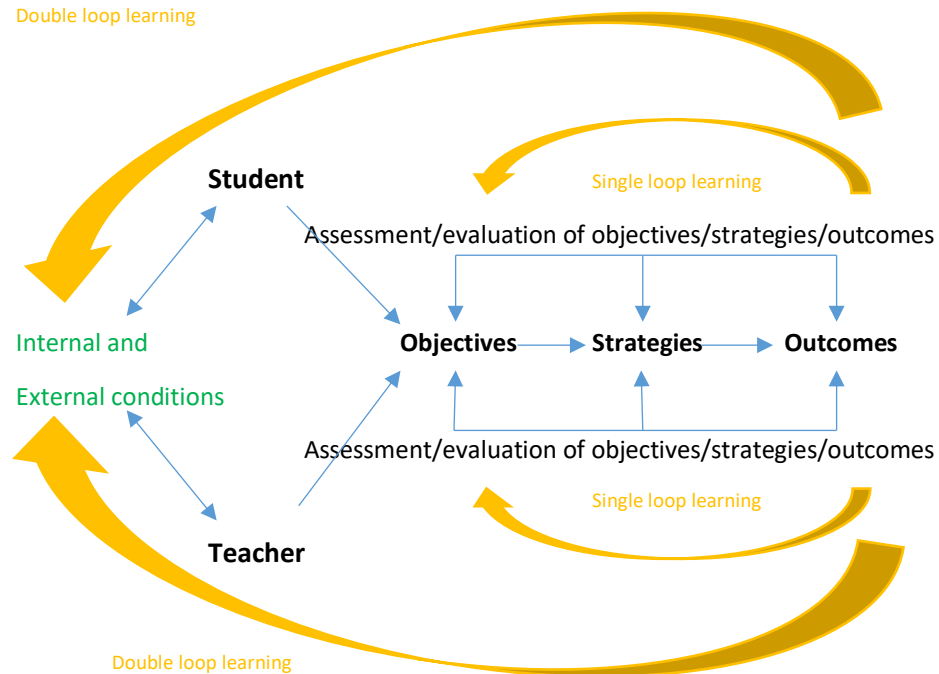 Double loop learning
Student
Single loop learning
Assessment/evaluation of objectives/strategies/outcomes
Internal and
External conditions
Objectives
Strategies
Outcomes
Assessment/evaluation of objectives/strategies/outcomes
Single loop learning
Teacher
Double loop learning